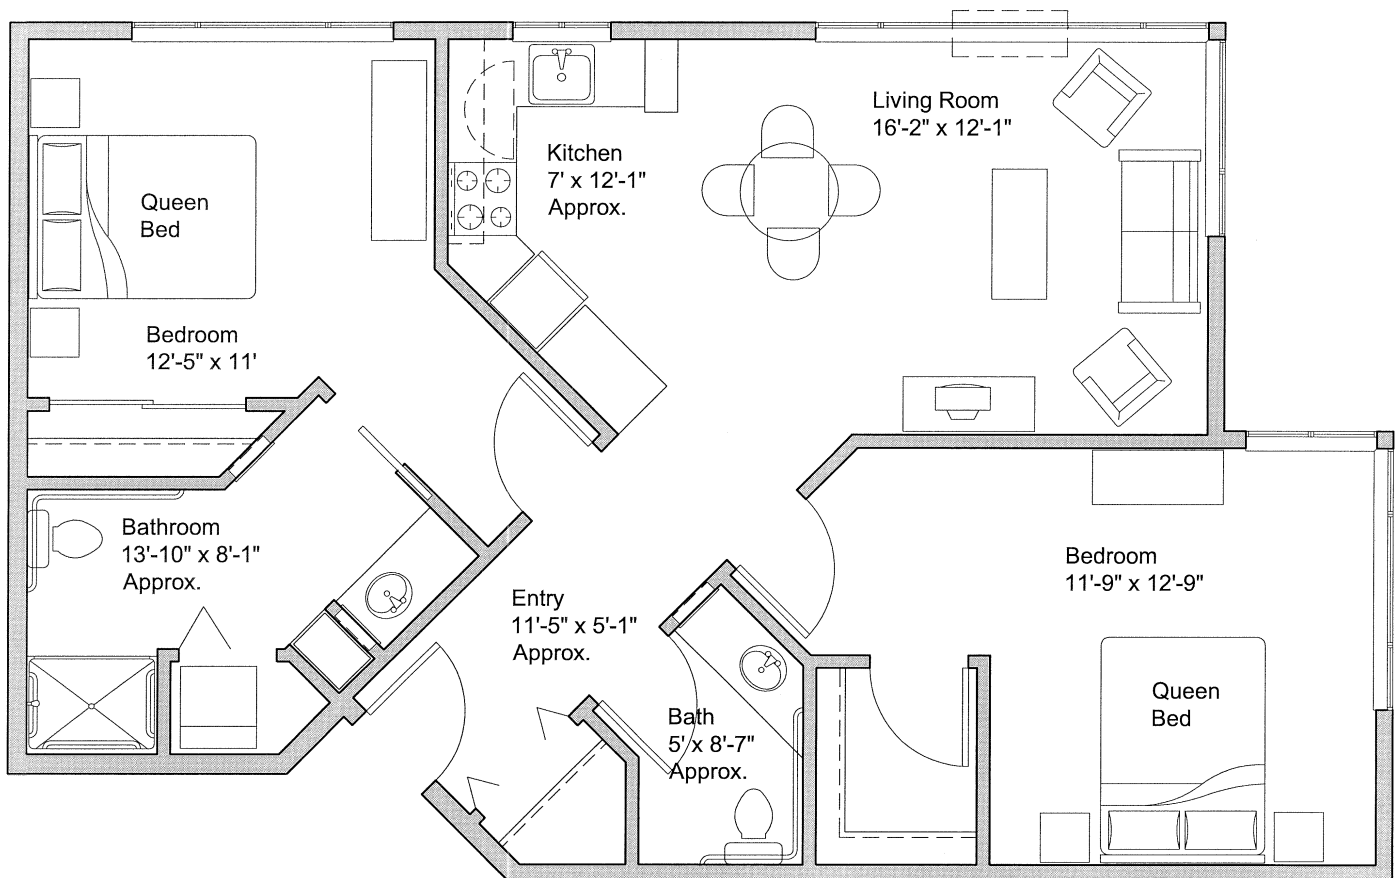 Living Room
16'-2" x 12'-1"
Kitchen
7' x 12'-1"
Approx.
Queen
Bed
Bedroom
12'-5" x 11'
Bathroom
13'-10" x 8'-1"
Approx.
Entry
11'-5" x 5'-1"
Approx.
Bedroom
11'-9" x 12'-9"
Bath
5' x 8'-7"
Approx.
Queen
Bed